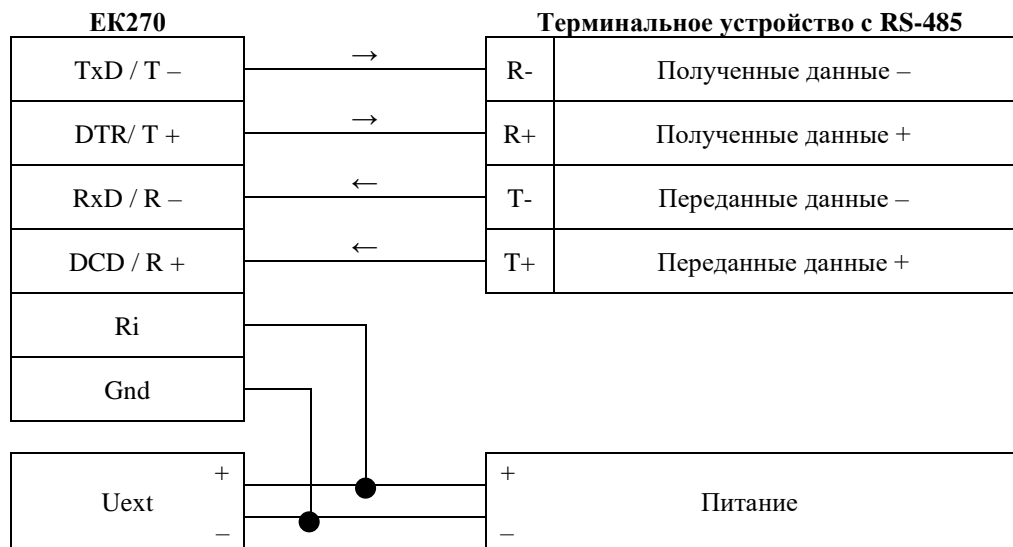 ЕК270 Терминальное устройство с RS-485
TxD / T – → R- Полученные данные –
DTR/ T + → R+ Полученные данные +
RxD / R – ← T- Переданные данные –
DCD / R + ← T+ Переданные данные +
Ri
Gnd
+ +
Uext Питание
– –